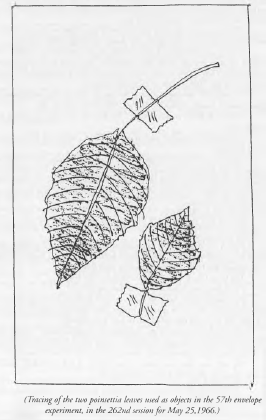 (Tracing of the two poinsettia leaves used as objects in the 57th envelope
experiment, in the 262nd session for May 25,1966.)